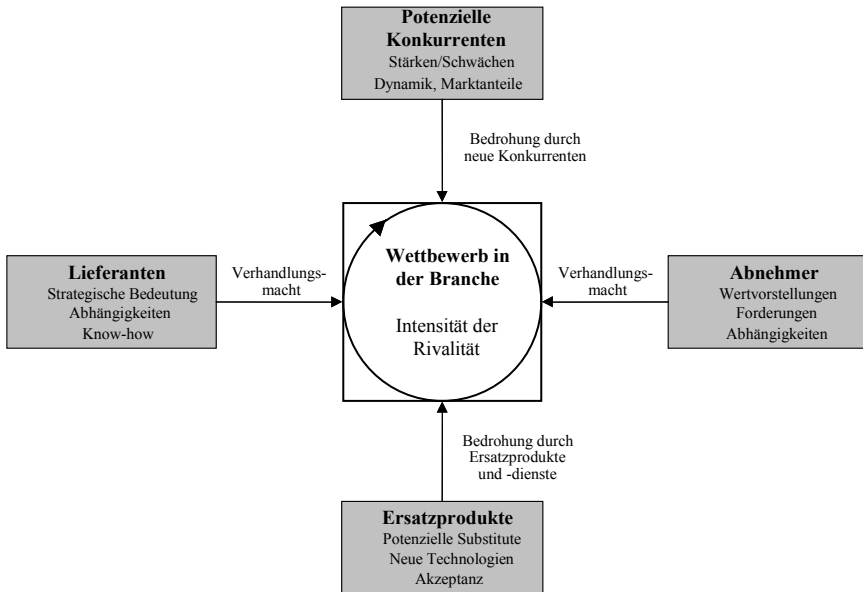 Potenzielle
Konkurrenten
Stärken/Schwächen
Dynamik, Marktanteile
Bedrohung durch
neue Konkurrenten
Lieferanten
Strategische Bedeutung
Abhängigkeiten
Know-how
Verhandlungs-
macht
Wettbewerb in
der Branche
Intensität der
Rivalität
Verhandlungs-
macht
Abnehmer
Wertvorstellungen
Forderungen
Abhängigkeiten
Bedrohung durch
Ersatzprodukte
und -dienste
Ersatzprodukte
Potenzielle Substitute
Neue Technologien
Akzeptanz